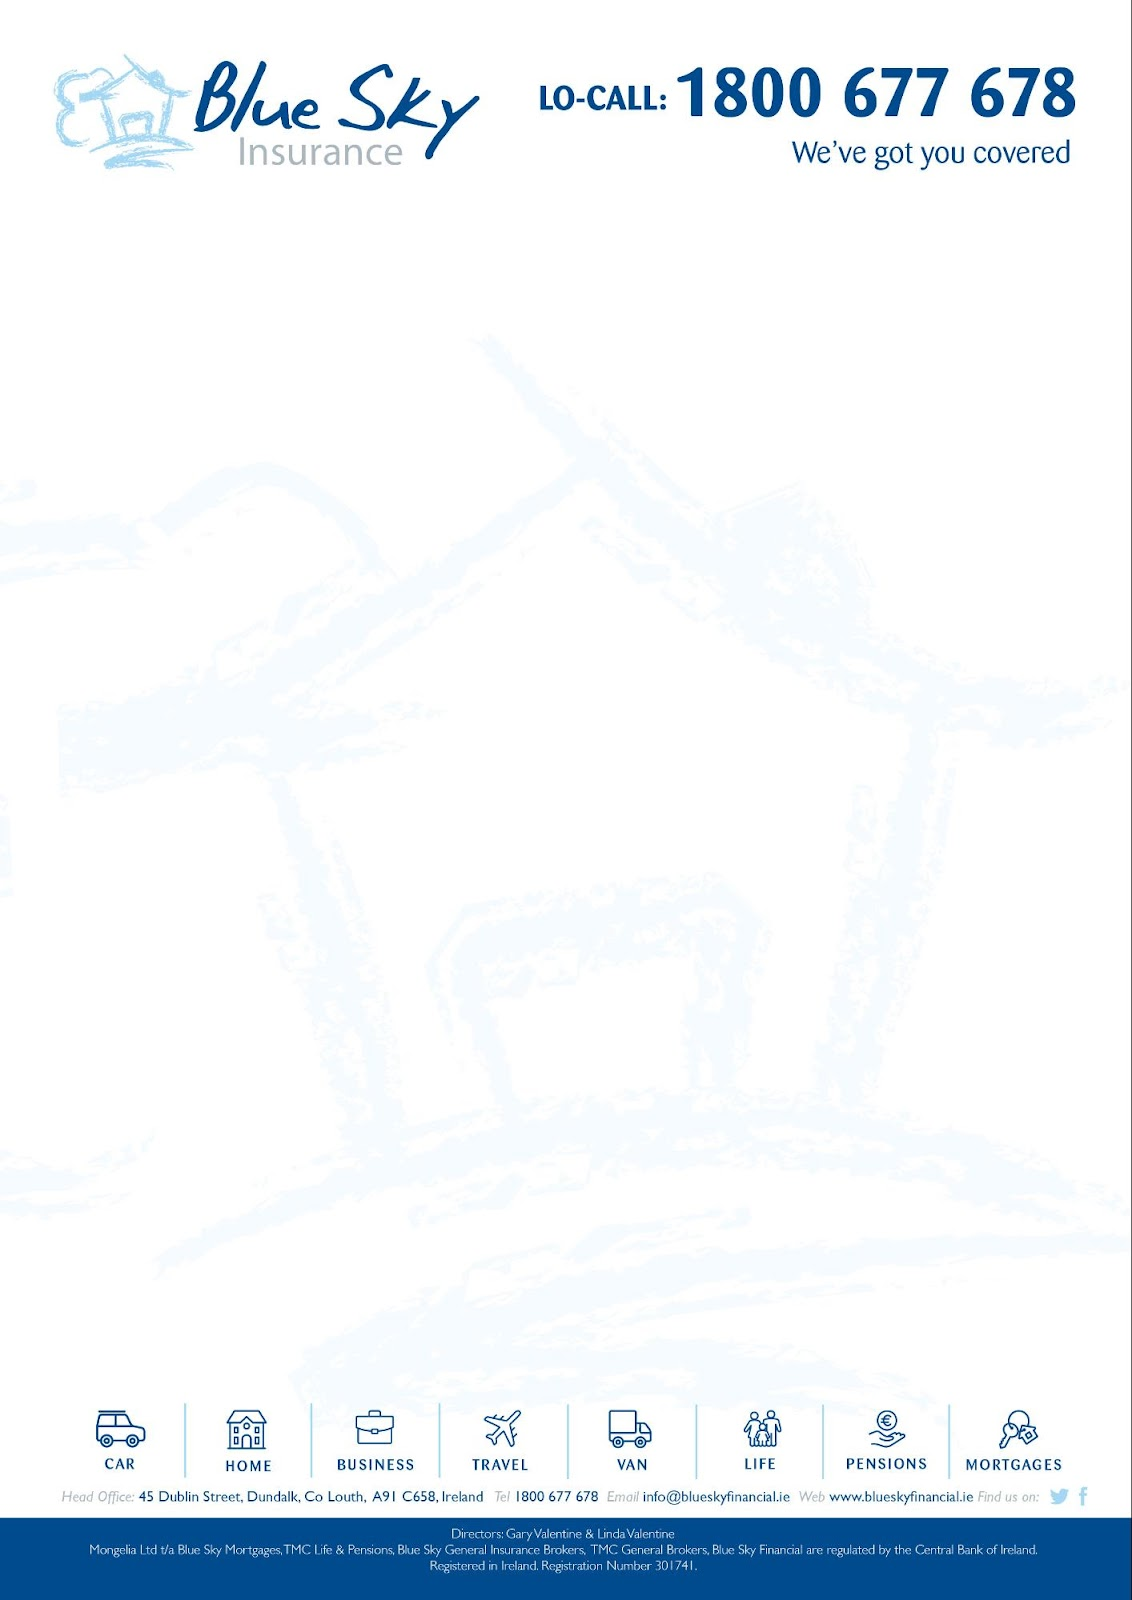 Blue Sky
Insurance
LO-CALL: 1800 677 678
We've got you covered
CAR
HOME
BUSINESS
TRAVEL
VAN
LIFE
PENSIONS
MORTGAGES
Head Office: 45 Dublin Street, Dundalk, Co Louth, A91 C658, Ireland Tel 1800 677 678 Email info@blueskyfinancial.ie Web www.blueskyfinancial.ie Find us on:
Directors: Gary Valentine & Linda Valentine
Mongelia Ltd t/a Blue Sky Mortgages, TMC Life & Pensions, Blue Sky General Insurance Brokers, TMC General Brokers, Blue Sky Financial are regulated by the Central Bank of Ireland.
Registered in Ireland. Registration Number 301741.